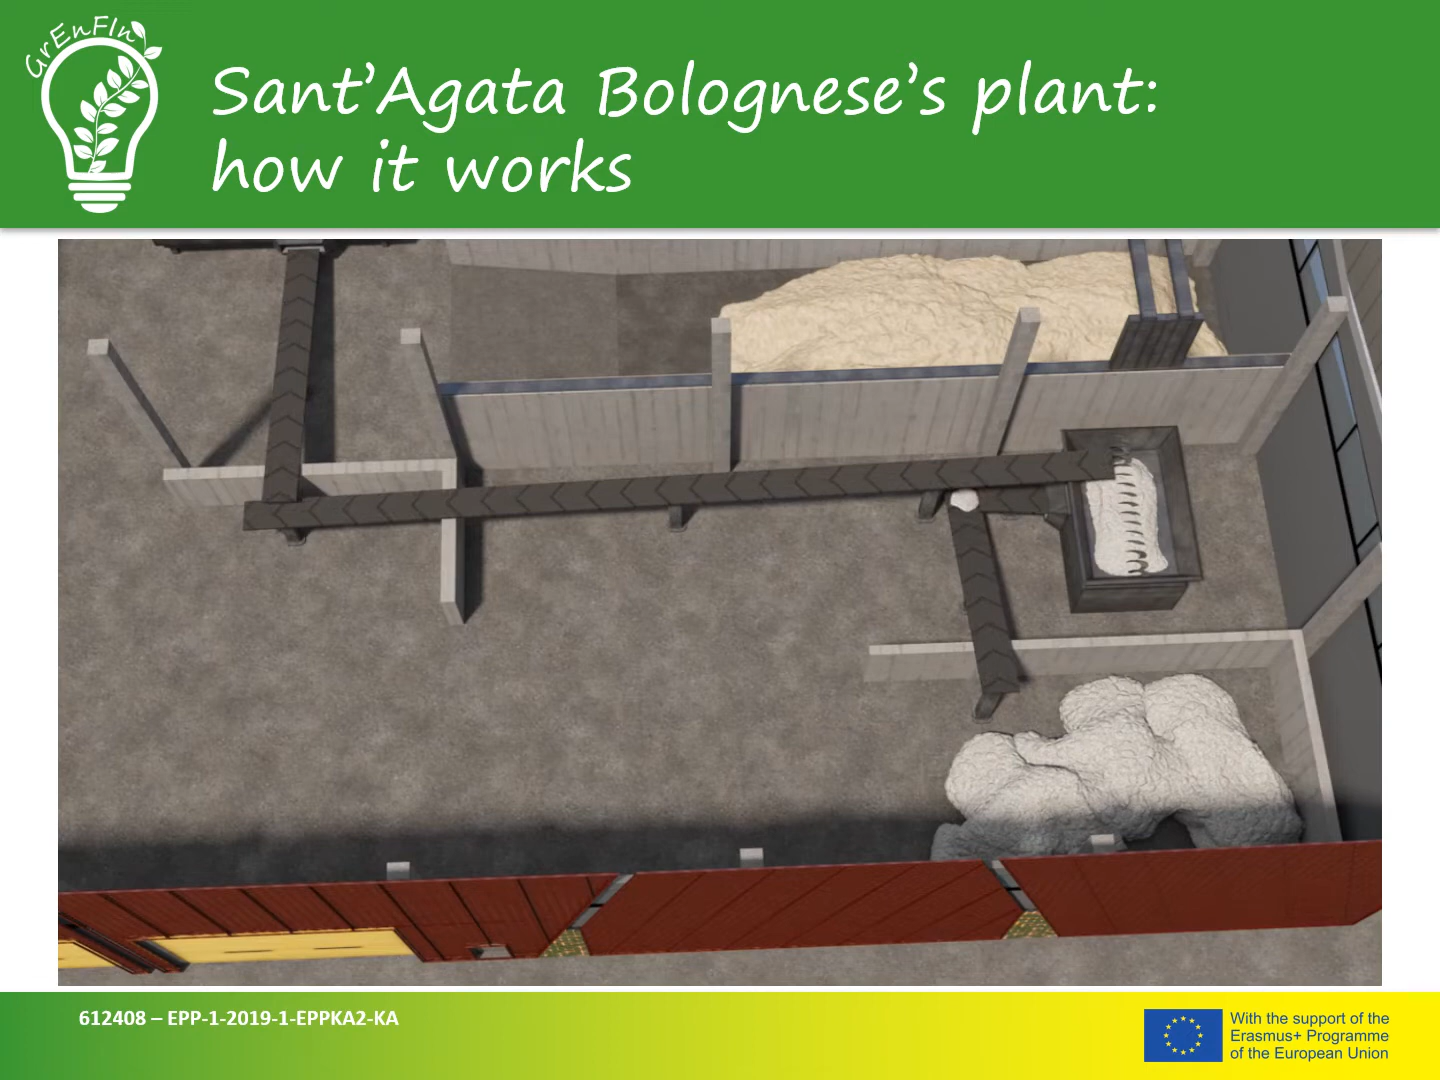 GrEnFIn
Sant’Agata Bolognese’s plant:
how it works
612408 – EPP-1-2019-1-EPPKA2-KA
With the support of the
Erasmus+ Programme
of the European Union